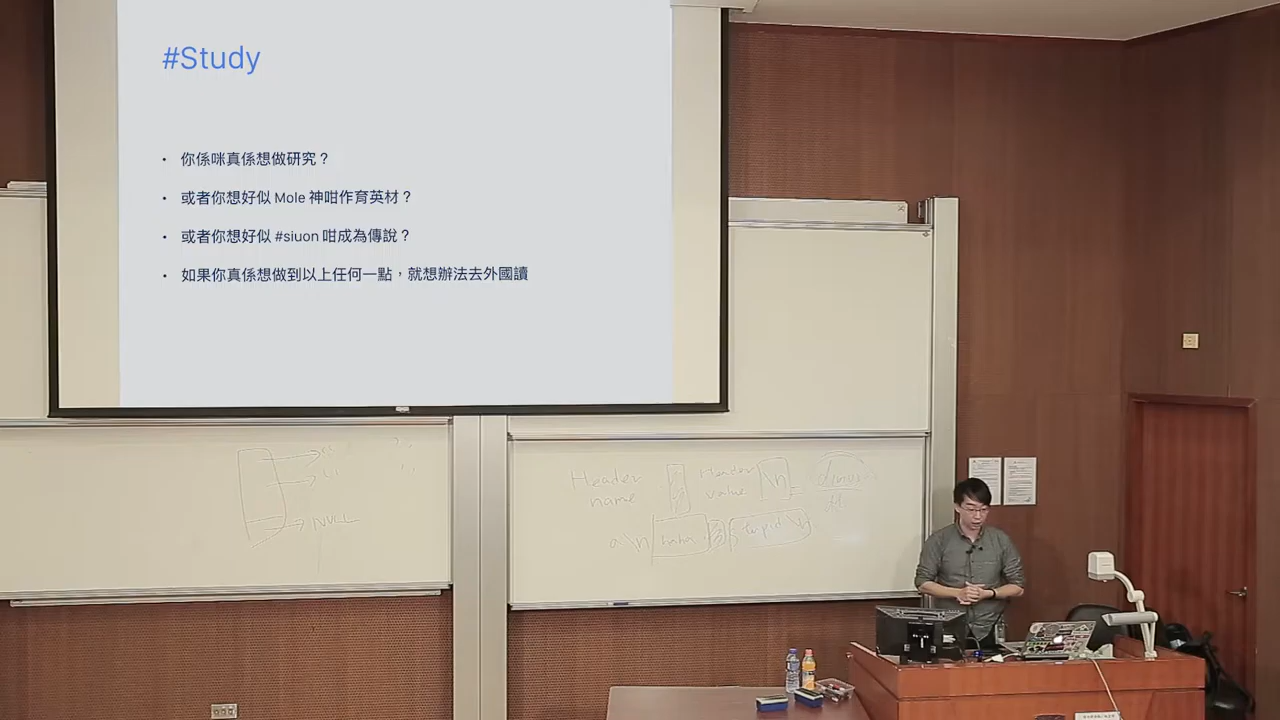 #Study
• 你係咪真係想做研究？
• 或者你想好似 Mole 神咁作育英材？
• 或者你想好似 #siuon 咁成為傳說？
• 如果你真係想做到以上任何一點，就想辦法去外國讀
NULL
Header Header
name value \n =
a \n haha stupid \n